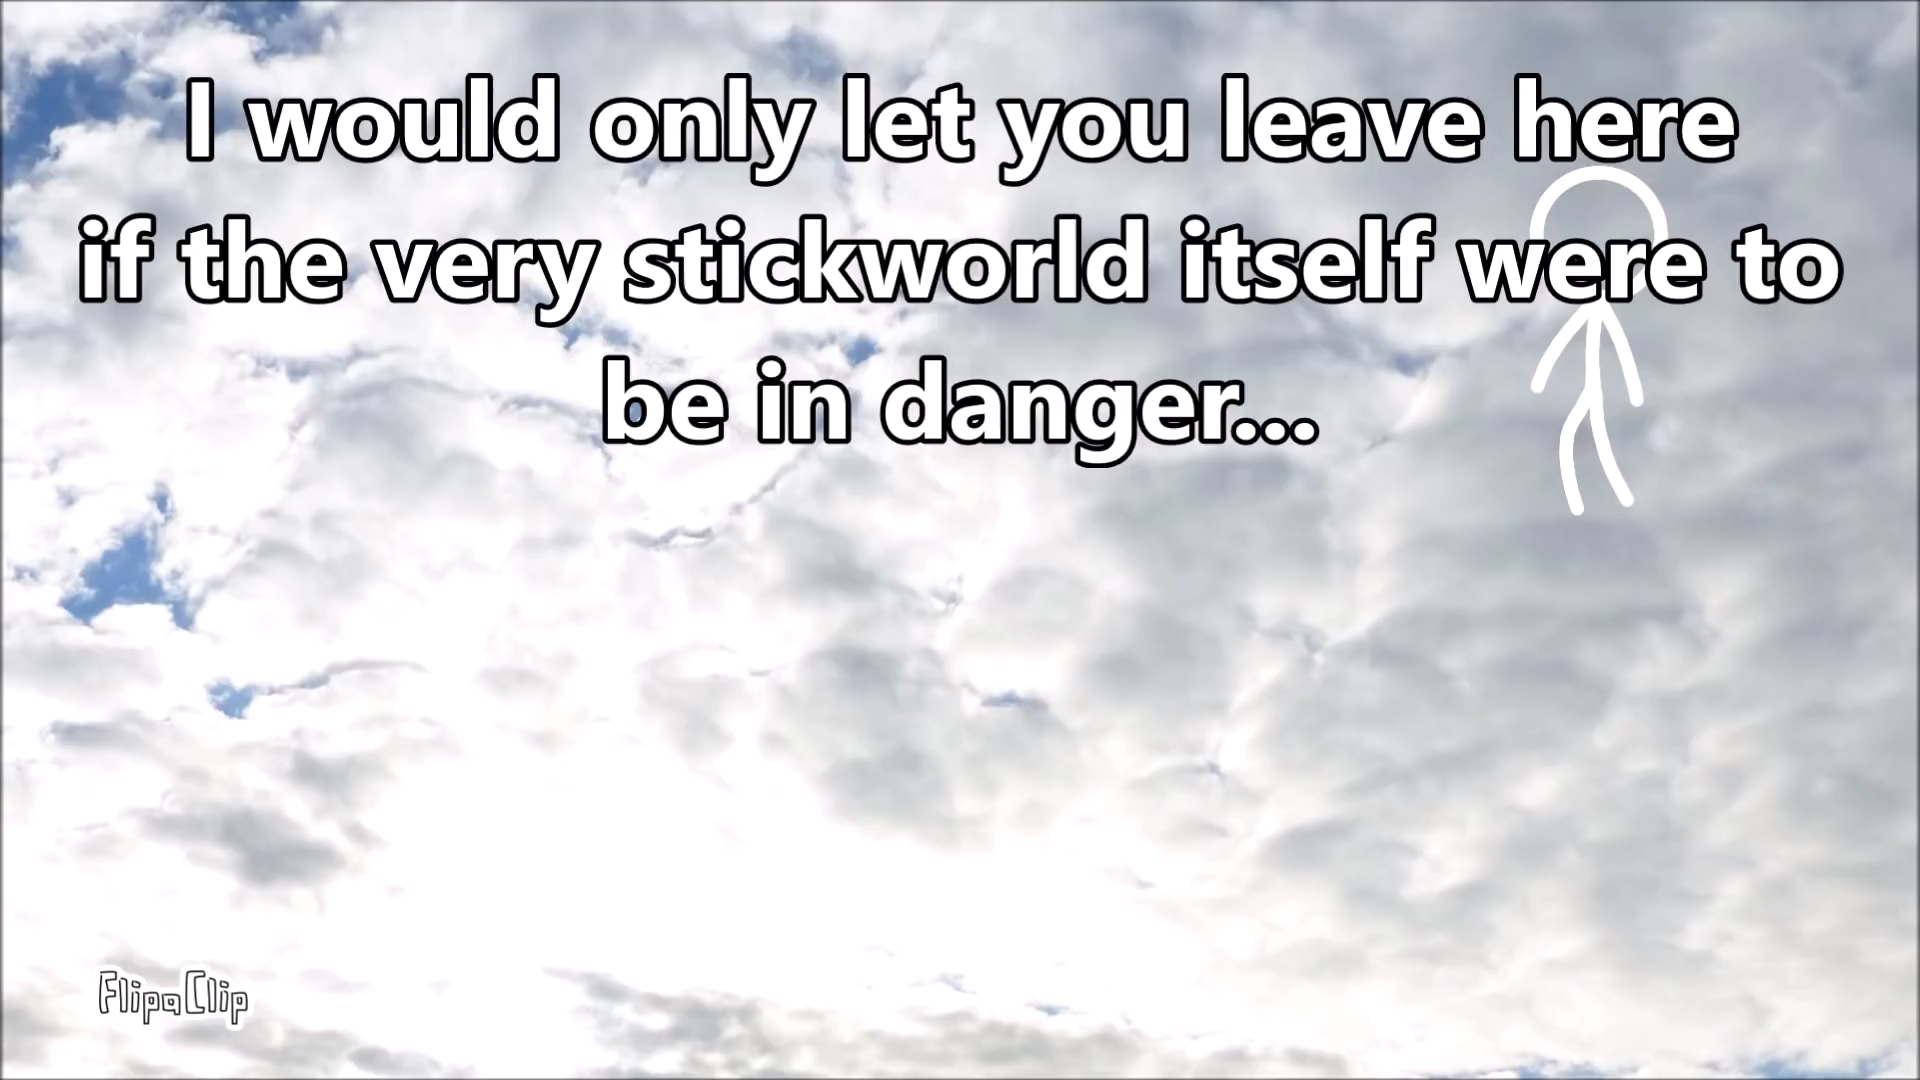 I would only let you leave here
if the very stickworld itself were to
be in danger...
FlipaClip